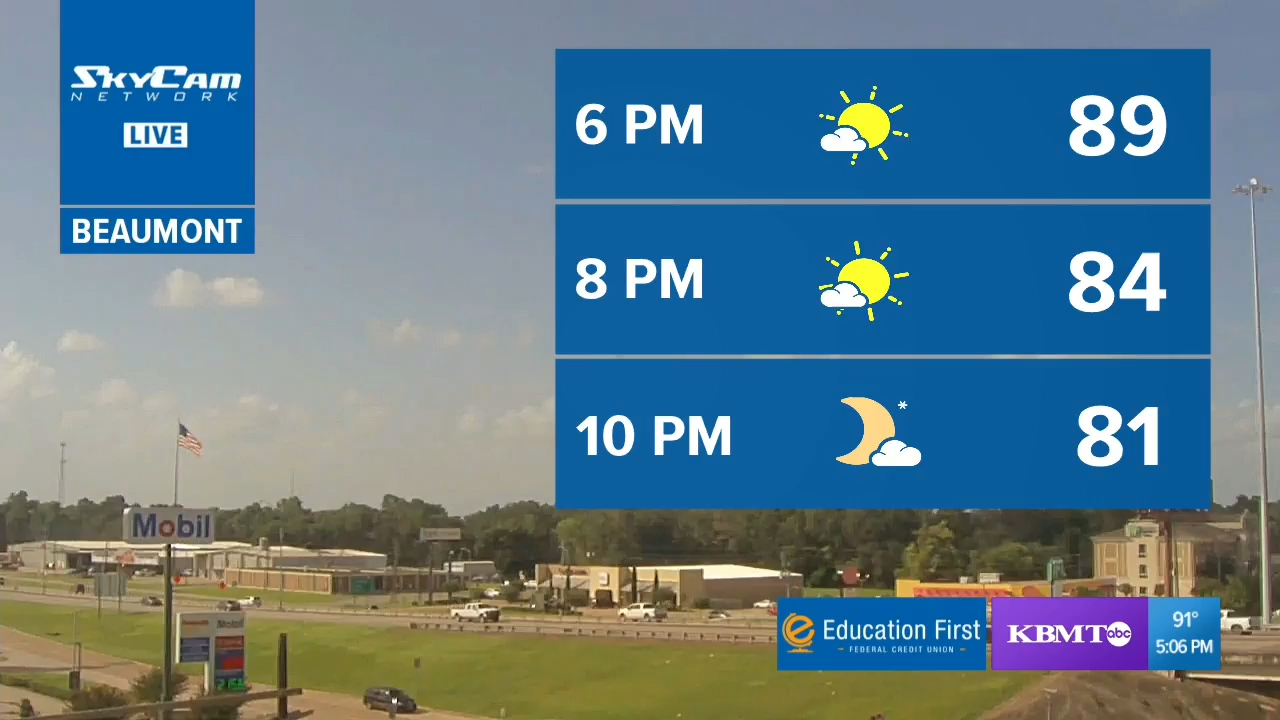 SKYCAM
NETWORK
LIVE
BEAUMONT
6 PM 89
8 PM 84
10 PM 81
Mobil
Mobil
e Education First
- FEDERAL CREDIT UNION -
KBMT abc
91°
5:06 PM